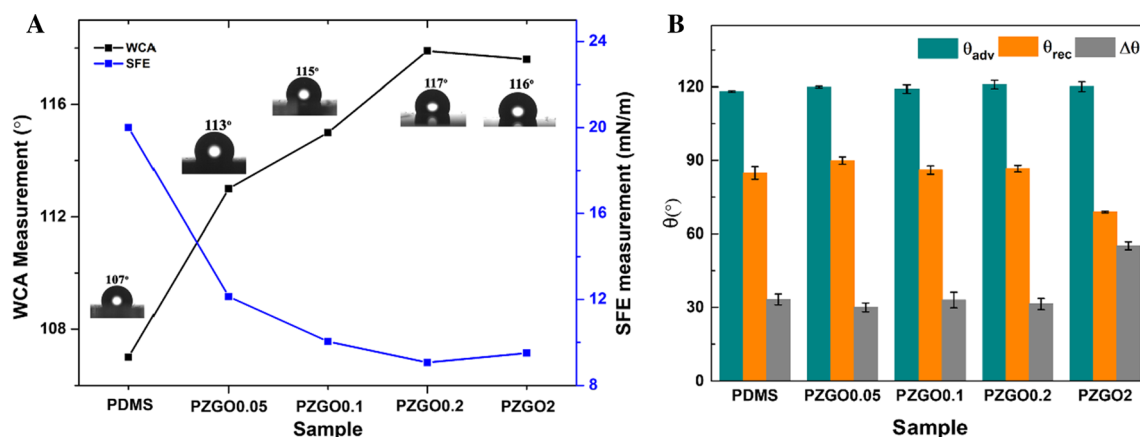 A
WCA
SFE
107°
113°
115°
117°
116°
WCA Measurement (°)
116
112
108
SFE measurement (mN/m)
24
20
16
12
8
PDMS PZGO0.05 PZGO0.1 PZGO0.2 PZGO2
Sample
B
θadv θrec Δθ
θ(°)
120
90
60
30
0
PDMS PZGO0.05 PZGO0.1 PZGO0.2 PZGO2
Sample